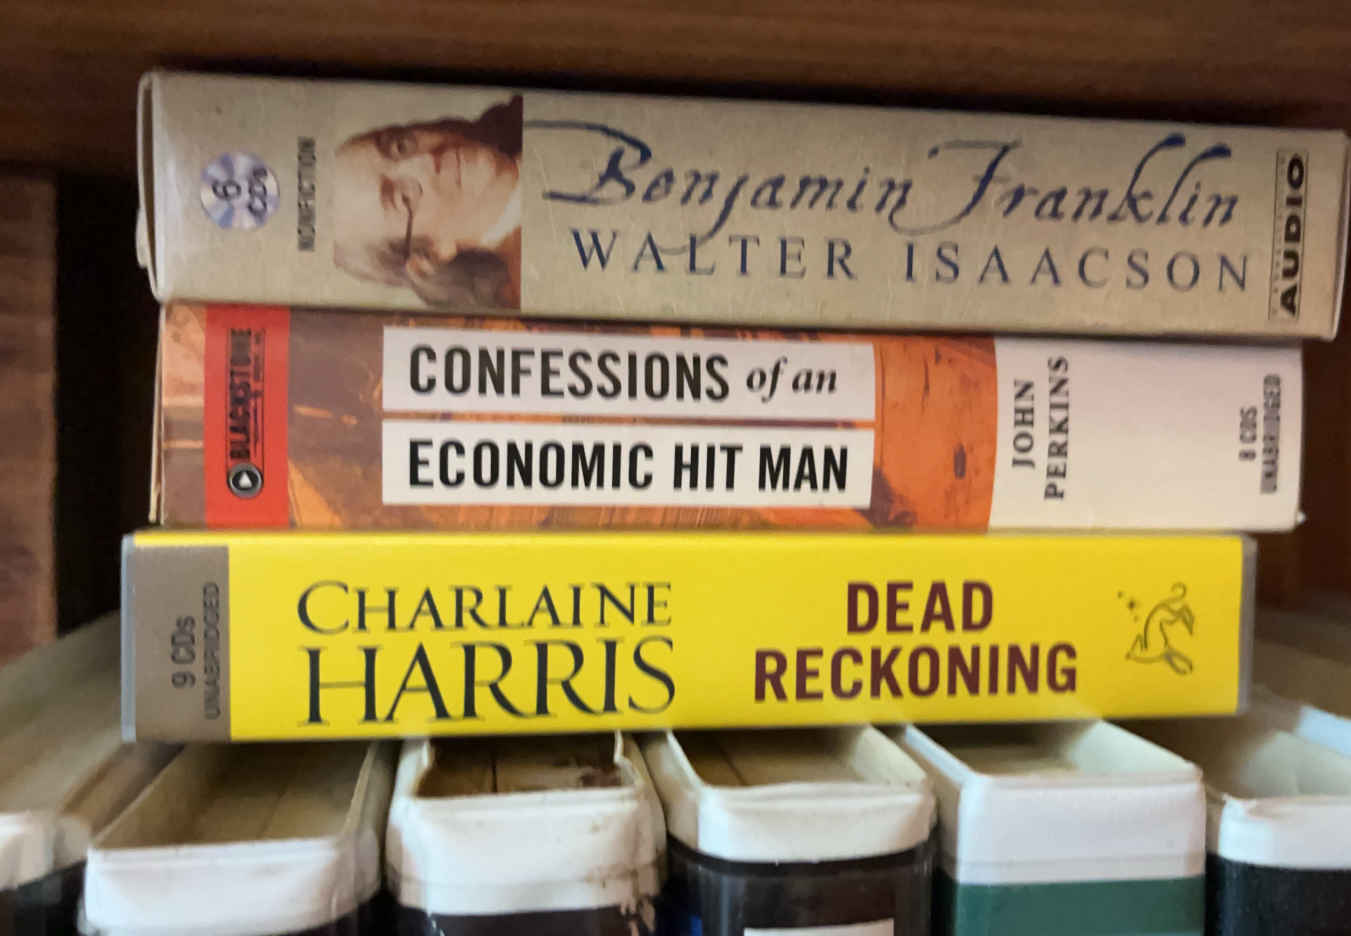 6
CDs
NONFICTION
Benjamin Franklin
WALTER ISAACSON
AUDIO
BLACKSTONE
CONFESSIONS of an
ECONOMIC HIT MAN
JOHN
PERKINS
8 CDS
UNABRIDGED
9 CDs
UNABRIDGED
CHARLAINE
HARRIS
DEAD
RECKONING